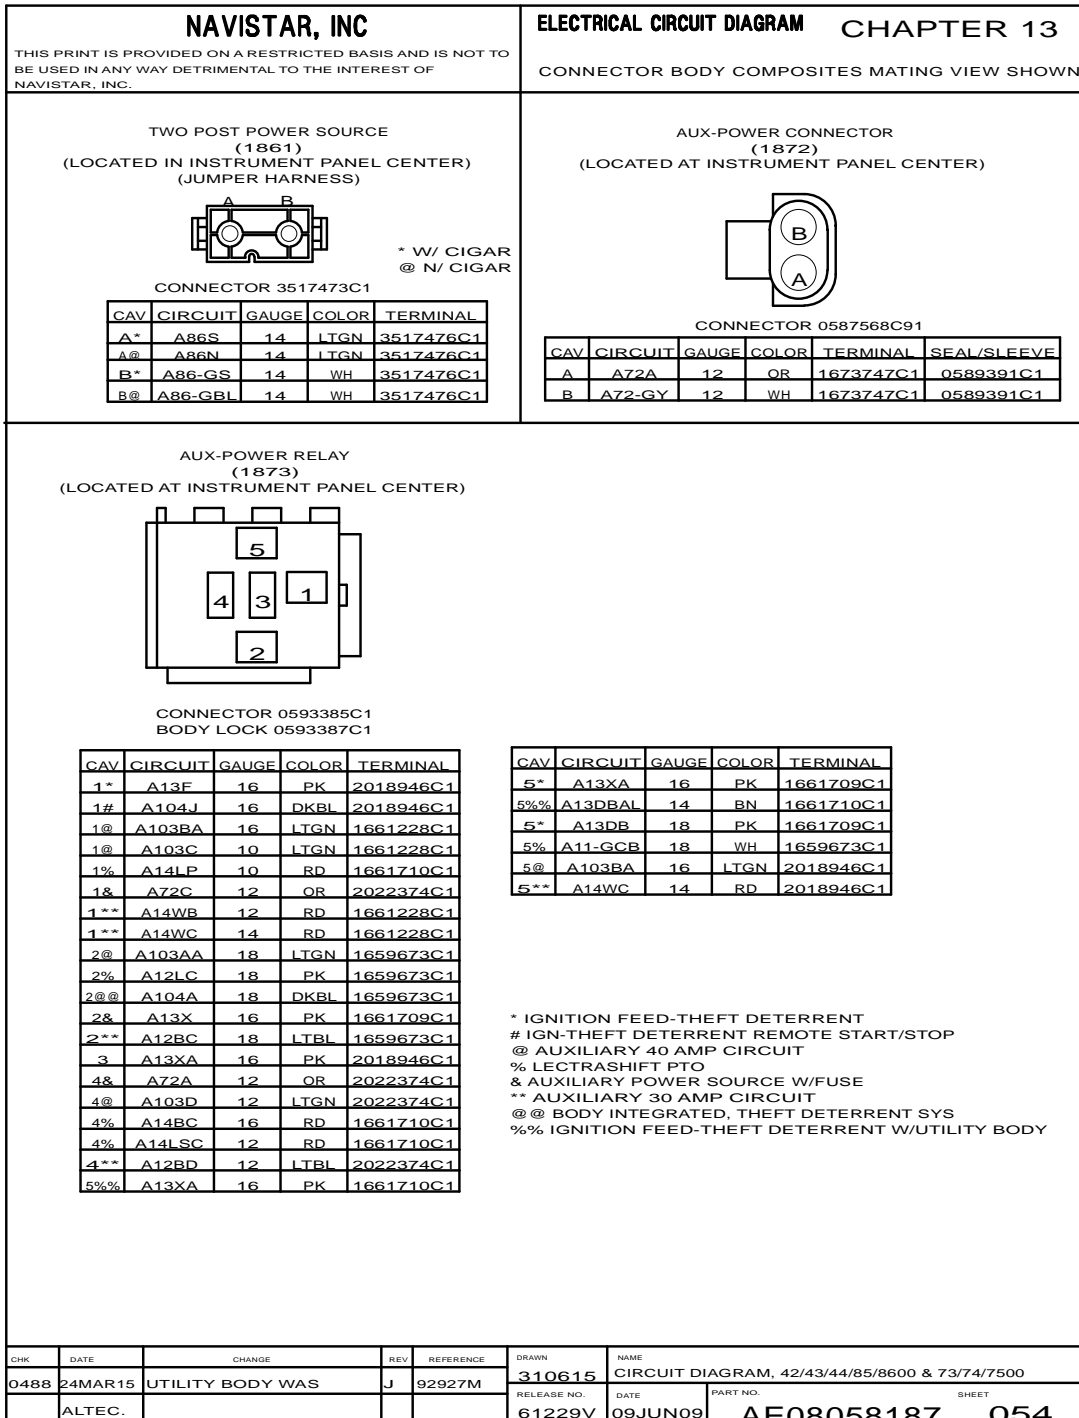 NAVISTAR, INC
THIS PRINT IS PROVIDED ON A RESTRICTED BASIS AND IS NOT TO
BE USED IN ANY WAY DETRIMENTAL TO THE INTEREST OF
NAVISTAR, INC.
ELECTRICAL CIRCUIT DIAGRAM CHAPTER 13
CONNECTOR BODY COMPOSITES MATING VIEW SHOWN
TWO POST POWER SOURCE
(1861)
(LOCATED IN INSTRUMENT PANEL CENTER)
(JUMPER HARNESS)
A B
* W/ CIGAR
@ N/ CIGAR
CONNECTOR 3517473C1
CAV CIRCUIT GAUGE COLOR TERMINAL
A* A86S 14 LTGN 3517476C1
A@ A86N 14 LTGN 3517476C1
B* A86-GS 14 WH 3517476C1
B@ A86-GBL 14 WH 3517476C1
AUX-POWER CONNECTOR
(1872)
(LOCATED AT INSTRUMENT PANEL CENTER)
B
A
CONNECTOR 0587568C91
CAV CIRCUIT GAUGE COLOR TERMINAL SEAL/SLEEVE
A A72A 12 OR 1673747C1 0589391C1
B A72-GY 12 WH 1673747C1 0589391C1
AUX-POWER RELAY
(1873)
(LOCATED AT INSTRUMENT PANEL CENTER)
5
4 3 1
2
CONNECTOR 0593385C1
BODY LOCK 0593387C1
CAV CIRCUIT GAUGE COLOR TERMINAL
1* A13F 16 PK 2018946C1
1# A104J 16 DKBL 2018946C1
1@ A103BA 16 LTGN 1661228C1
1@ A103C 10 LTGN 1661228C1
1% A14LP 10 RD 1661710C1
1& A72C 12 OR 2022374C1
1** A14WB 12 RD 1661228C1
1** A14WC 14 RD 1661228C1
2@ A103AA 18 LTGN 1659673C1
2% A12LC 18 PK 1659673C1
2@@ A104A 18 DKBL 1659673C1
2& A13X 16 PK 1661709C1
2** A12BC 18 LTBL 1659673C1
3 A13XA 16 PK 2018946C1
4& A72A 12 OR 2022374C1
4@ A103D 12 LTGN 2022374C1
4% A14BC 16 RD 1661710C1
4% A14LSC 12 RD 1661710C1
4** A12BD 12 LTBL 2022374C1
5%% A13XA 16 PK 1661710C1
CAV CIRCUIT GAUGE COLOR TERMINAL
5* A13XA 16 PK 1661709C1
5%% A13DBAL 14 BN 1661710C1
5* A13DB 18 PK 1661709C1
5% A11-GCB 18 WH 1659673C1
5@ A103BA 16 LTGN 2018946C1
5** A14WC 14 RD 2018946C1
* IGNITION FEED-THEFT DETERRENT
# IGN-THEFT DETERRENT REMOTE START/STOP
@ AUXILIARY 40 AMP CIRCUIT
% LECTRASHIFT PTO
& AUXILIARY POWER SOURCE W/FUSE
** AUXILIARY 30 AMP CIRCUIT
@@ BODY INTEGRATED, THEFT DETERRENT SYS
%% IGNITION FEED-THEFT DETERRENT W/UTILITY BODY
CHK DATE CHANGE REV REFERENCE
0488 24MAR15 UTILITY BODY WAS J 92927M
ALTEC.
DRAWN NAME
310615 CIRCUIT DIAGRAM, 42/43/44/85/8600 & 73/74/7500
RELEASE NO. DATE PART NO. SHEET
61229V 09JUN09 AE08058187 054